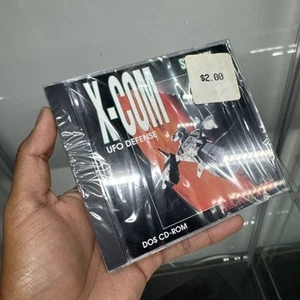 $2.00
X-COM
UFO DEFENSE
DOS CD-ROM